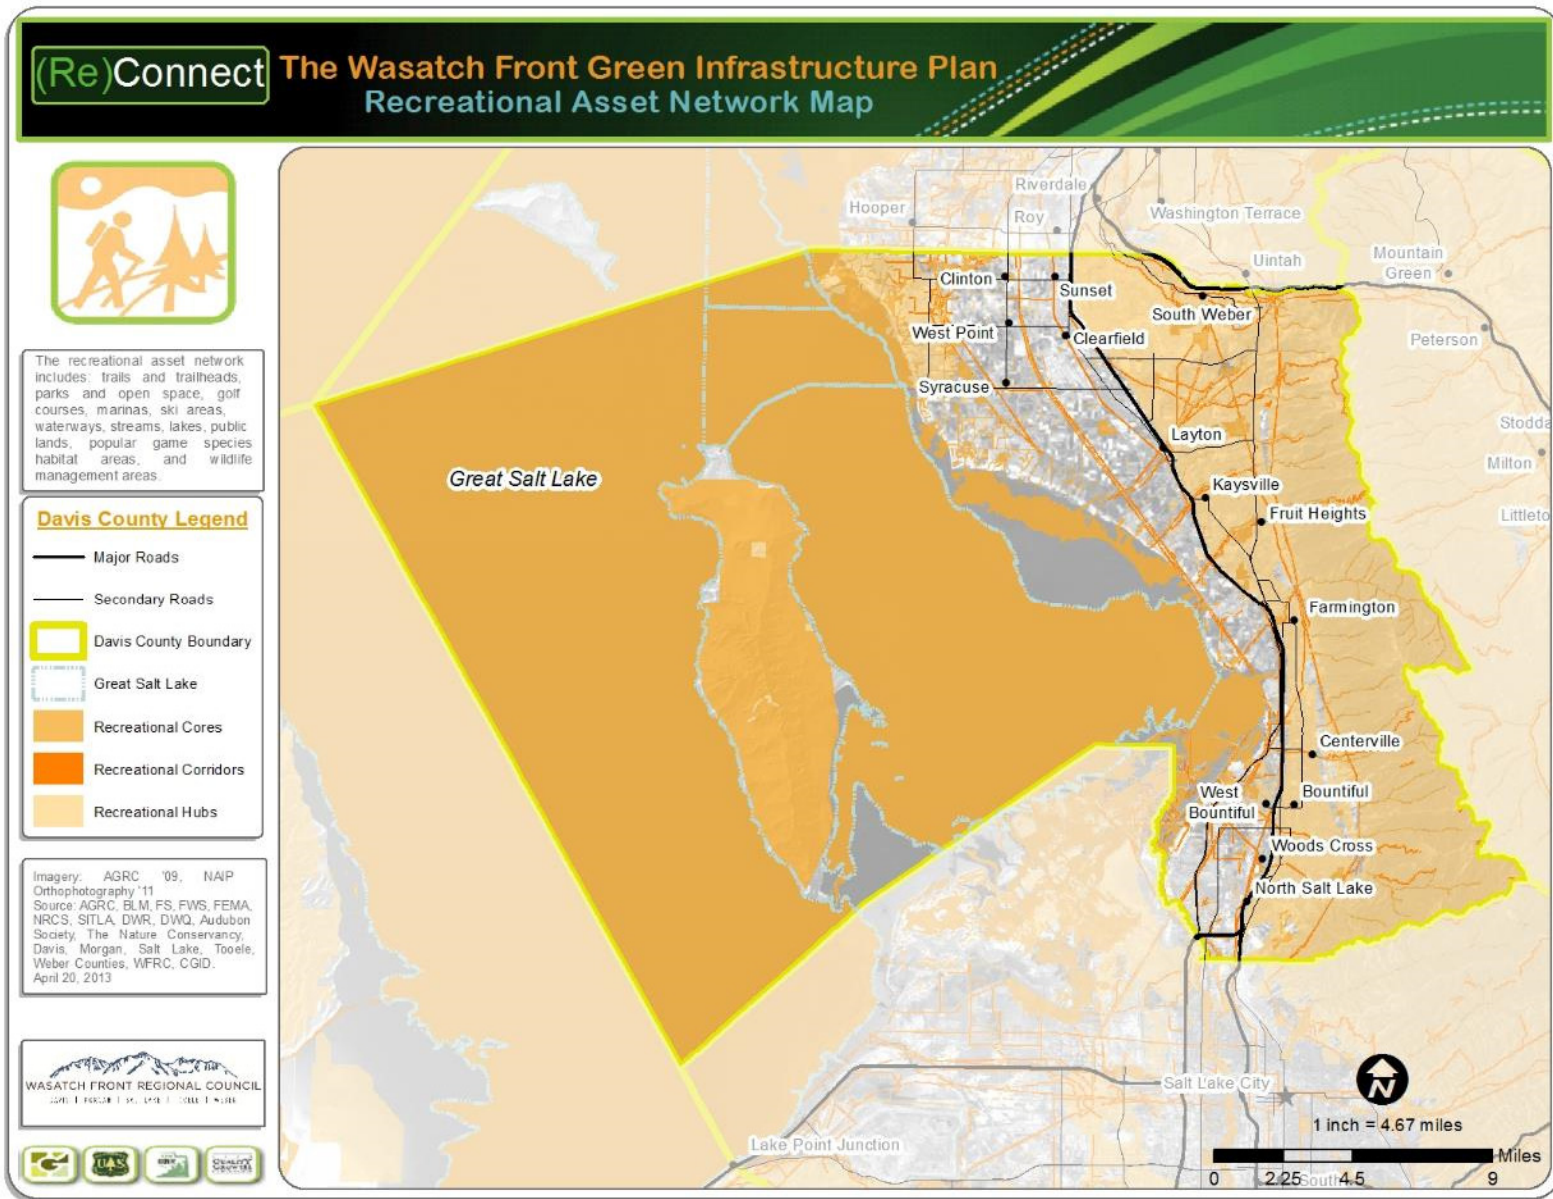 (Re)Connect
The Wasatch Front Green Infrastructure Plan
Recreational Asset Network Map
The recreational asset network
includes: trails and trailheads,
parks and open space, golf
courses, marinas, ski areas,
waterways, streams, lakes, public
lands, popular game species
habitat areas, and wildlife
management areas.
Davis County Legend
Major Roads
Secondary Roads
Davis County Boundary
Great Salt Lake
Recreational Cores
Recreational Corridors
Recreational Hubs
Imagery: AGRC '09, NAIP
Orthophotography '11
Source: AGRC, BLM, FS, FWS, FEMA,
NRCS, SITLA, DWR, DWQ, Audubon
Society, The Nature Conservancy,
Davis, Morgan, Salt Lake, Tooele,
Weber Counties, WFRC, CGID.
April 20, 2013
WASATCH FRONT REGIONAL COUNCIL
Riverdale
Hooper
Roy
Washington Terrace
Uintah
Mountain
Green
Clinton
Sunset
South Weber
West Point
Clearfield
Peterson
Syracuse
Stodda
Layton
Milton
Great Salt Lake
Kaysville
Fruit Heights
Littleto
Farmington
Centerville
West
Bountiful
Bountiful
Woods Cross
North Salt Lake
Salt Lake City
N
1 inch = 4.67 miles
Lake Point Junction
Miles
0 2.25 4.5 9
South